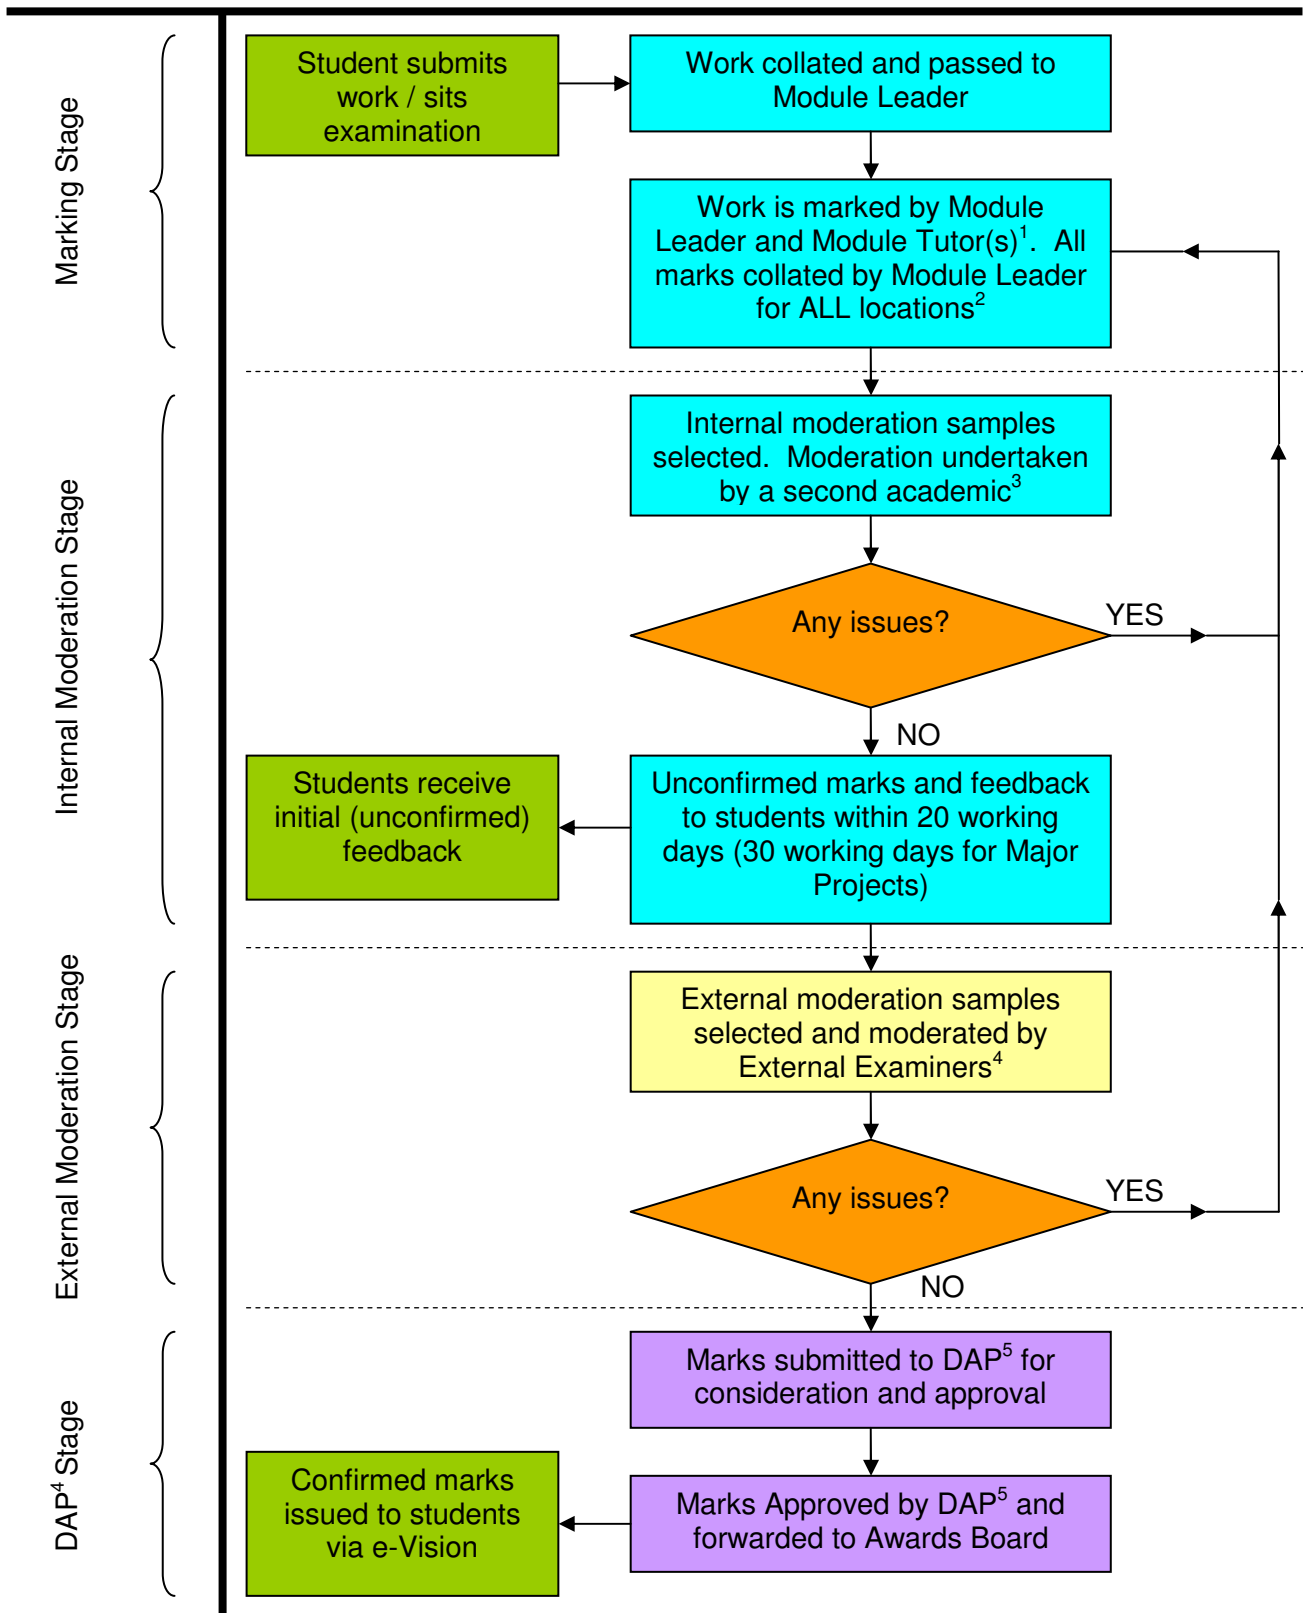 Marking Stage
Student submits
work / sits
examination
Work collated and passed to
Module Leader
Work is marked by Module
Leader and Module Tutor(s)¹.  All
marks collated by Module Leader
for ALL locations²
Internal Moderation Stage
Internal moderation samples
selected.  Moderation undertaken
by a second academic³
Any issues?
YES
NO
Students receive
initial (unconfirmed)
feedback
Unconfirmed marks and feedback
to students within 20 working
days (30 working days for Major
Projects)
External Moderation Stage
External moderation samples
selected and moderated by
External Examiners⁴
Any issues?
YES
NO
DAP⁴ Stage
Marks submitted to DAP⁵ for
consideration and approval
Confirmed marks
issued to students
via e-Vision
Marks Approved by DAP⁵ and
forwarded to Awards Board